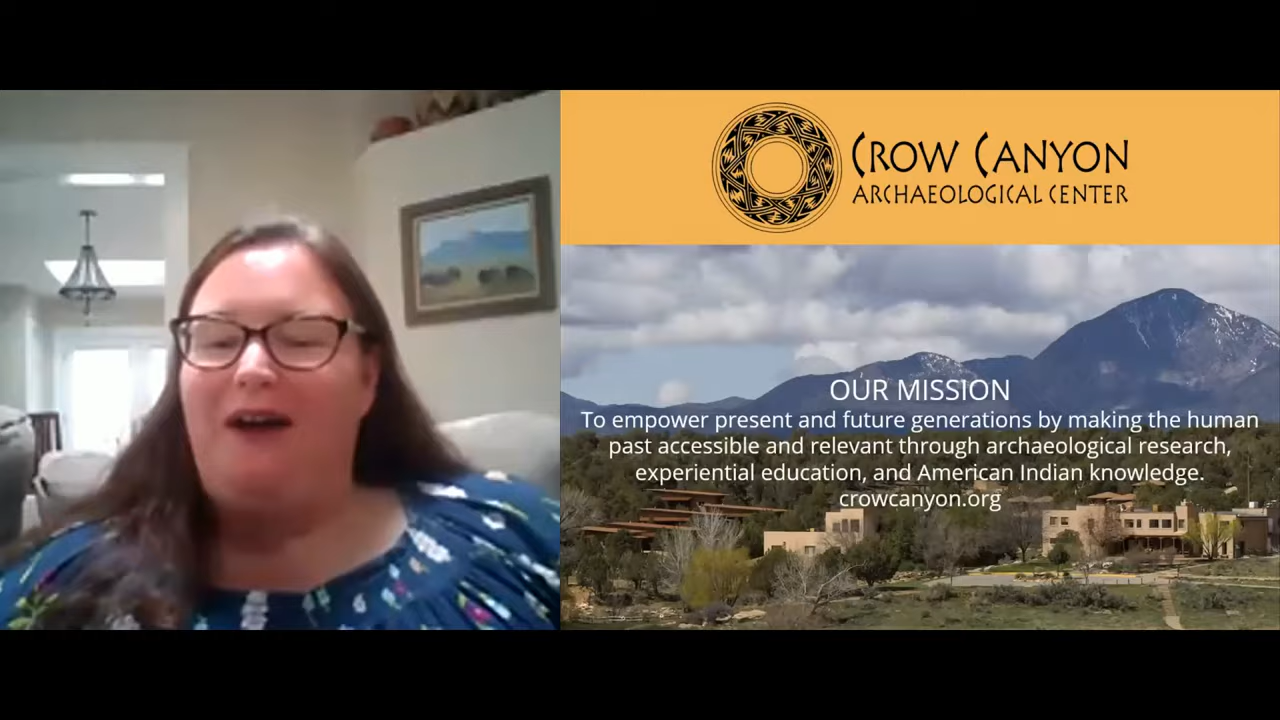 CROW CANYON
ARCHAEOLOGICAL CENTER
OUR MISSION
To empower present and future generations by making the human
past accessible and relevant through archaeological research,
experiential education, and American Indian knowledge.
crowcanyon.org